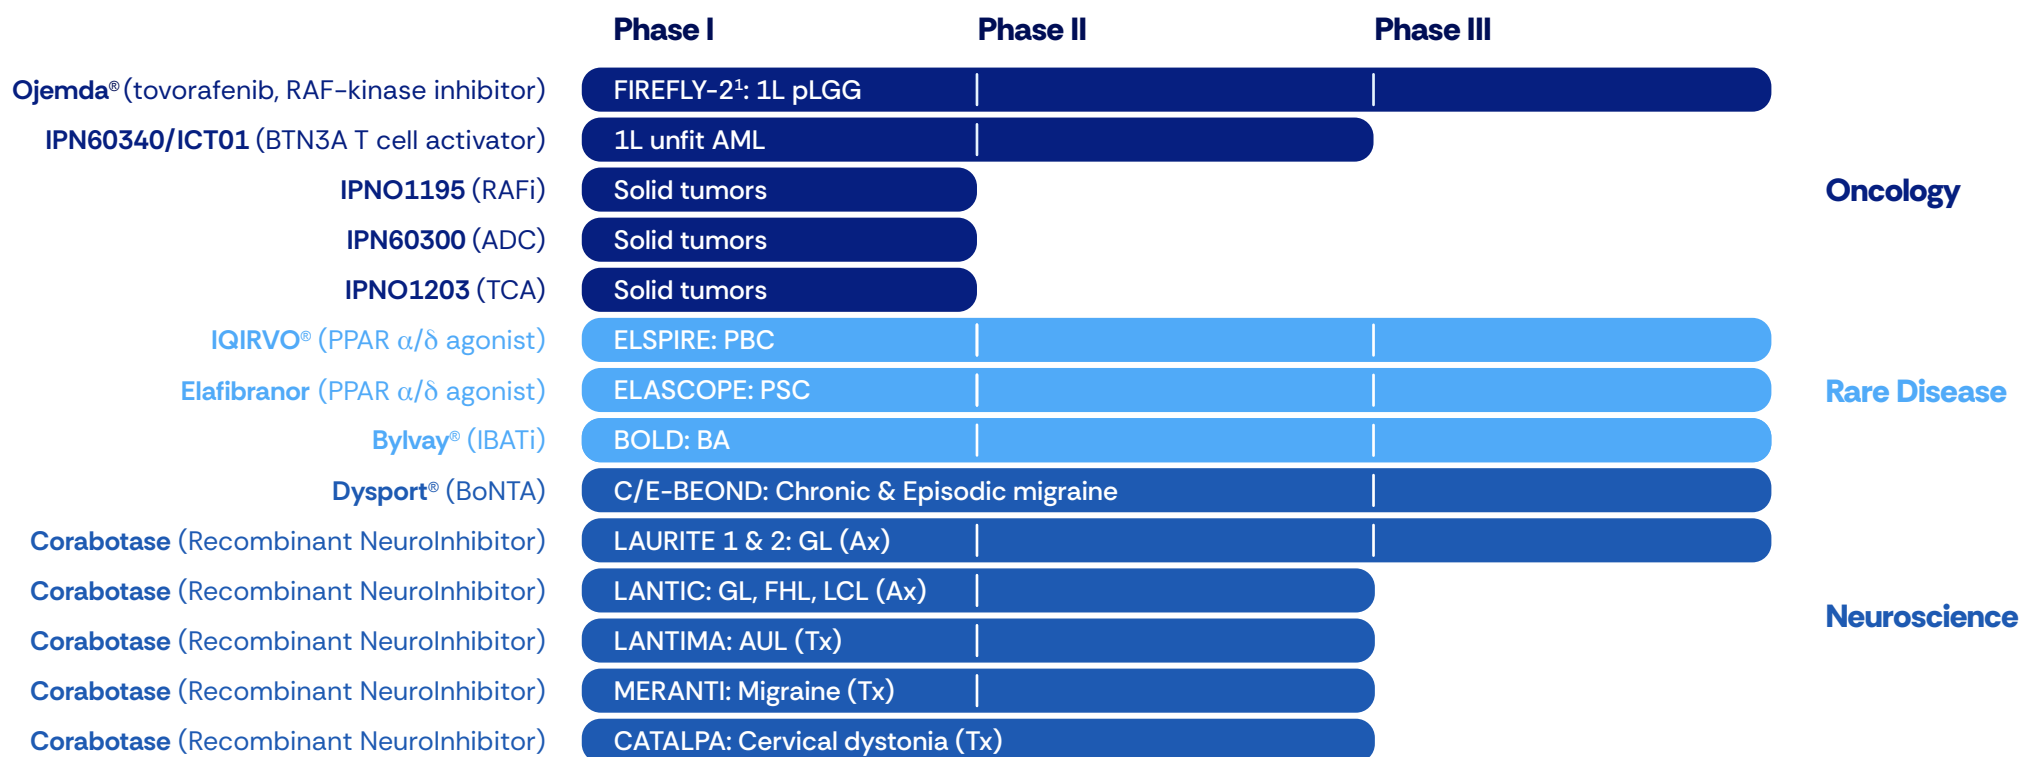 Phase I Phase II Phase III
Ojemda® (tovorafenib, RAF-kinase inhibitor) FIREFLY-2¹: 1L pLGG
IPN60340/ICT01 (BTN3A T cell activator) 1L unfit AML
IPNO1195 (RAFi) Solid tumors Oncology
IPN60300 (ADC) Solid tumors
IPNO1203 (TCA) Solid tumors
IQIRVO® (PPAR α/δ agonist) ELSPIRE: PBC
Elafibranor (PPAR α/δ agonist) ELASCOPE: PSC Rare Disease
Bylvay® (IBATi) BOLD: BA
Dysport® (BoNTA) C/E-BEOND: Chronic & Episodic migraine
Corabotase (Recombinant NeuroInhibitor) LAURITE 1 & 2: GL (Ax)
Corabotase (Recombinant NeuroInhibitor) LANTIC: GL, FHL, LCL (Ax)
Neuroscience
Corabotase (Recombinant NeuroInhibitor) LANTIMA: AUL (Tx)
Corabotase (Recombinant NeuroInhibitor) MERANTI: Migraine (Tx)
Corabotase (Recombinant NeuroInhibitor) CATALPA: Cervical dystonia (Tx)